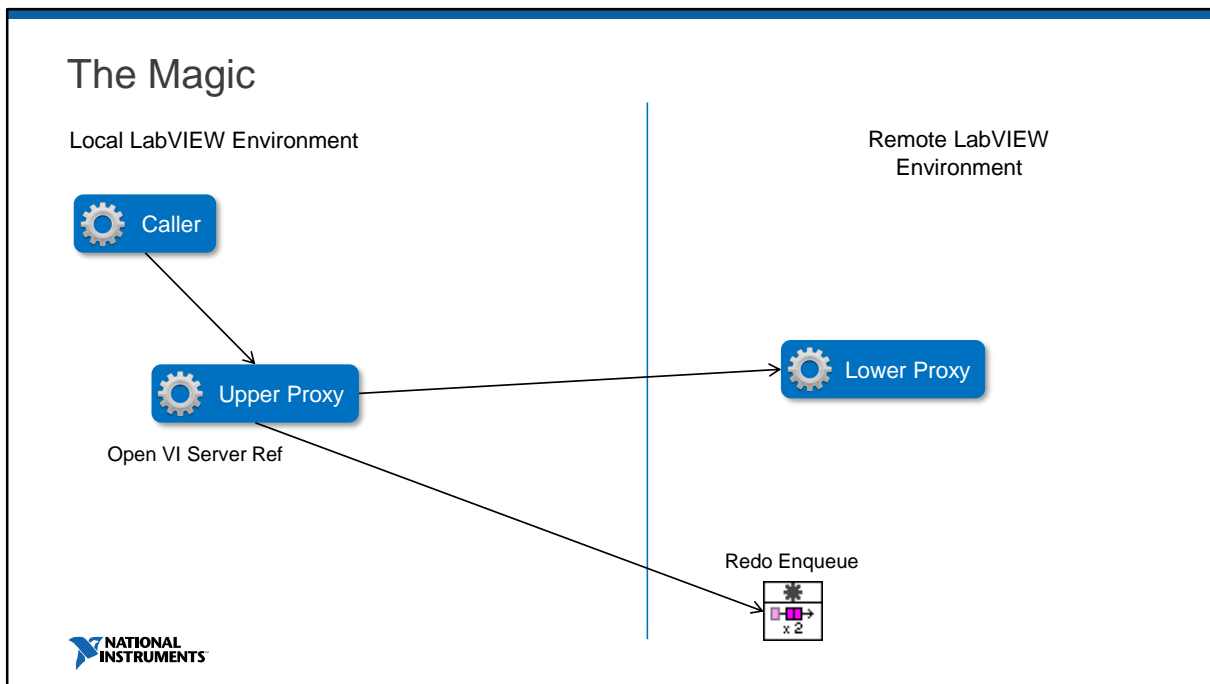 The Magic
Local LabVIEW Environment
Remote LabVIEW
Environment
Caller
Upper Proxy
Lower Proxy
Open VI Server Ref
Redo Enqueue
x 2
NATIONAL
INSTRUMENTS